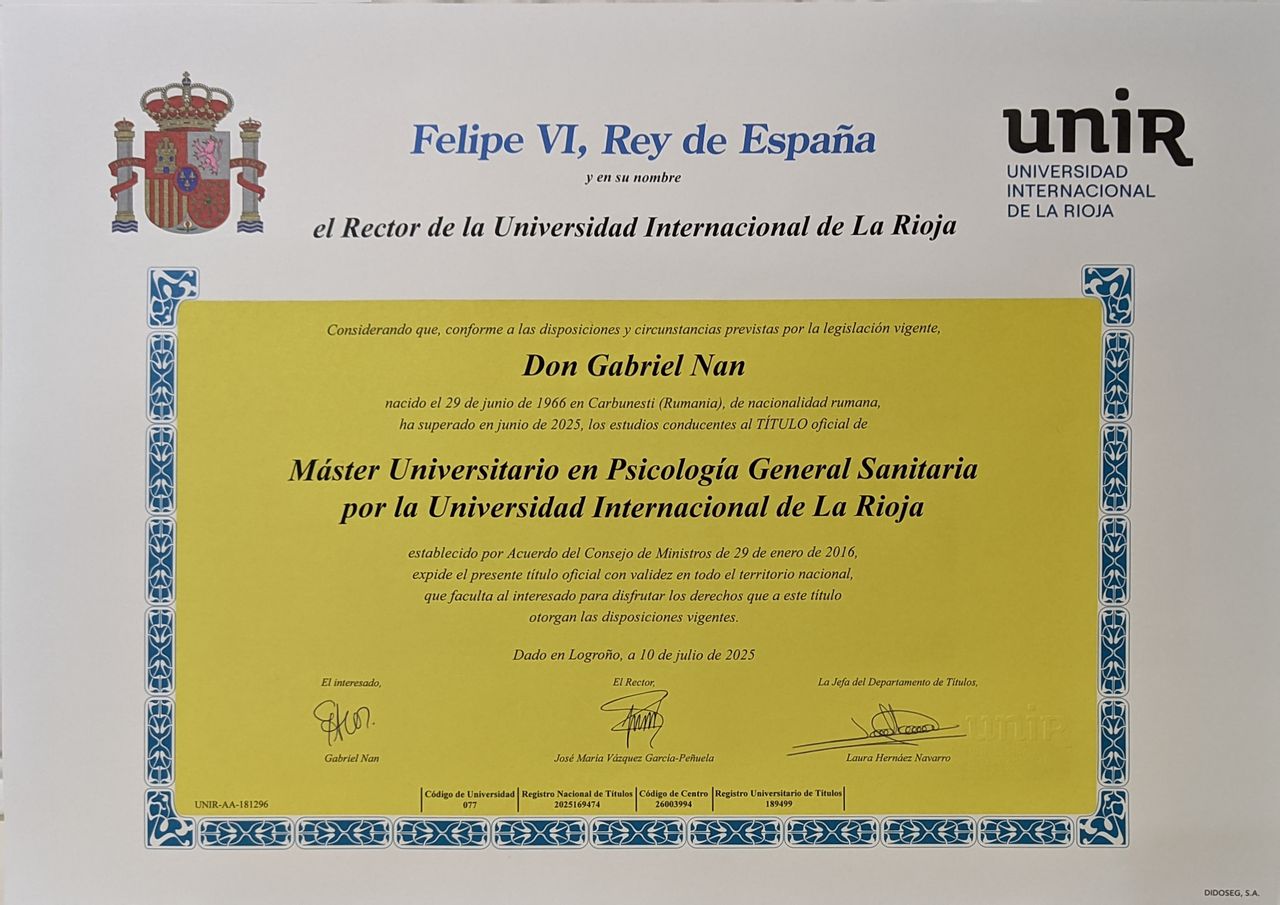 Felipe VI, Rey de España
y en su nombre
el Rector de la Universidad Internacional de La Rioja
unir
UNIVERSIDAD
INTERNACIONAL
DE LA RIOJA
Considerando que, conforme a las disposiciones y circunstancias previstas por la legislación vigente,
Don Gabriel Nan
nacido el 29 de junio de 1966 en Carbunesti (Rumania), de nacionalidad rumana,
ha superado en junio de 2025, los estudios conducentes al TÍTULO oficial de
Máster Universitario en Psicología General Sanitaria
por la Universidad Internacional de La Rioja
establecido por Acuerdo del Consejo de Ministros de 29 de enero de 2016,
expide el presente título oficial con validez en todo el territorio nacional,
que faculta al interesado para disfrutar los derechos que a este título
otorgan las disposiciones vigentes.
Dado en Logroño, a 10 de julio de 2025
El interesado,
Gabriel Nan
El Rector,
José María Vázquez García-Peñuela
La Jefa del Departamento de Títulos,
Laura Hernáez Navarro
unir
UNIR-AA-181296
Código de Universidad
077
Registro Nacional de Títulos
2025169474
Código de Centro
26003994
Registro Universitario de Títulos
189499
DIDOSEG, S.A.